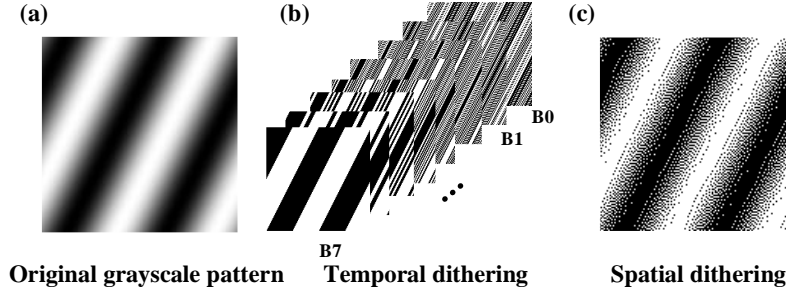 (a)
(b)
(c)
B0
B1
B7
Original grayscale pattern
Temporal dithering
Spatial dithering